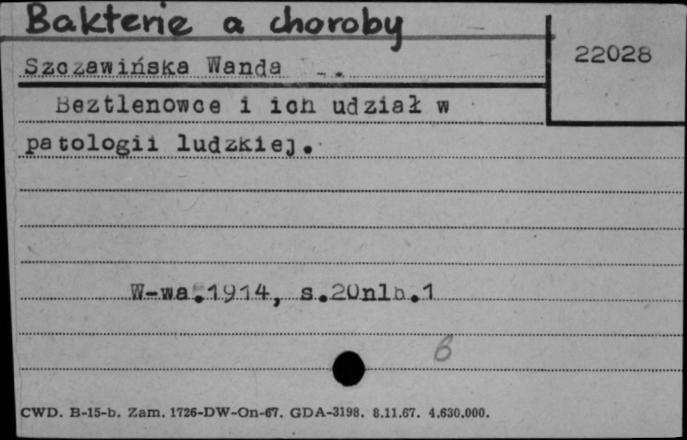 Bakterie a choroby
22028
Szczawińska Wanda
Beztlenowce i ich udział w
patologii ludzkiej.
W-wa.1914, s.20nlb.1
6
CWD. B-15-b. Zam. 1726-DW-On-67. GDA-3198. 8.11.67. 4.630.000.